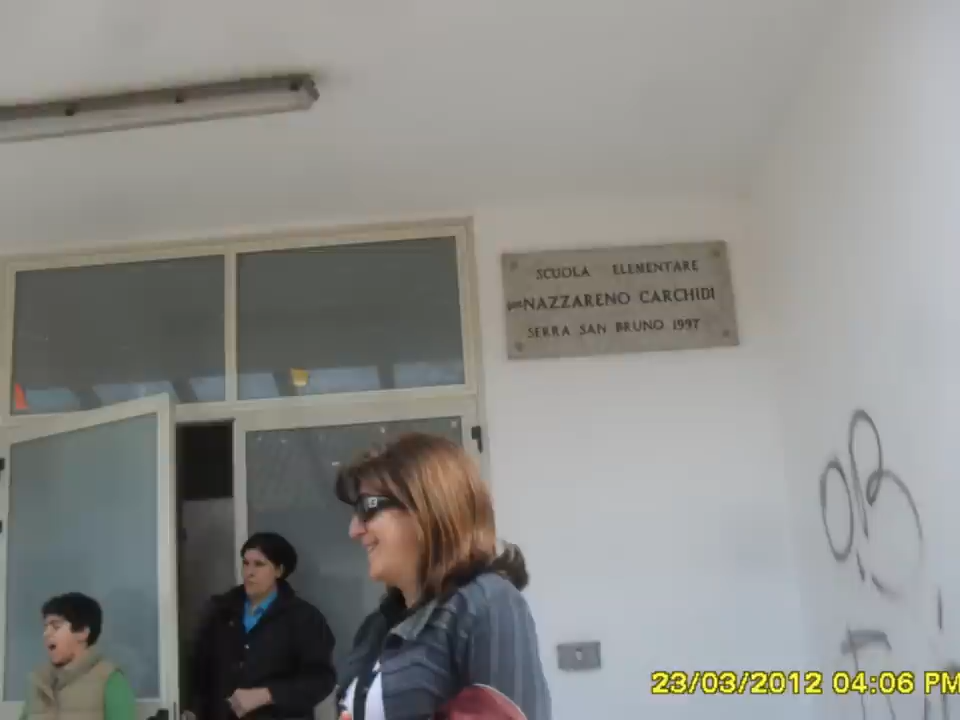 SCUOLA ELEMENTARE
NAZZARENO CARCHIDI
SERRA SAN BRUNO 1997
23/03/2012 04:06 PM